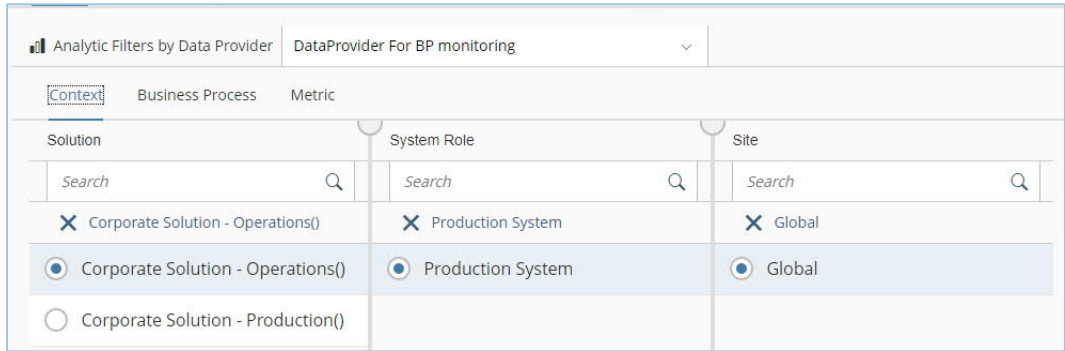 Analytic Filters by Data Provider DataProvider For BP monitoring
Context Business Process Metric
Solution System Role Site
Search Search Search
Corporate Solution - Operations() Production System Global
Corporate Solution - Operations() Production System Global
Corporate Solution - Production()